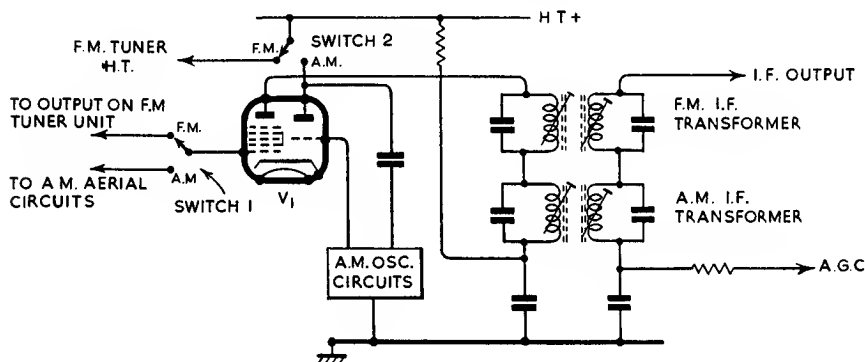 HT+
F.M. TUNER
H.T.
F.M.
SWITCH 2
A.M.
I.F. OUTPUT
F.M. I.F.
TRANSFORMER
TO OUTPUT ON F.M
TUNER UNIT
F.M.
A.M
TO A.M. AERIAL
CIRCUITS
SWITCH 1
V1
A.M. I.F.
TRANSFORMER
A.M. OSC.
CIRCUITS
A.G.C